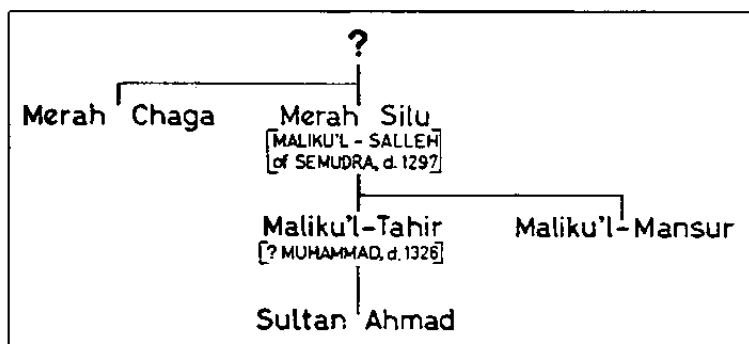 ?
Merah Chaga
Merah Silu
[MALIKU'L - SALLEH
of SEMUDRA, d. 1297]
Maliku'l-Tahir
[? MUHAMMAD, d. 1326]
Maliku'l-Mansur
Sultan Ahmad